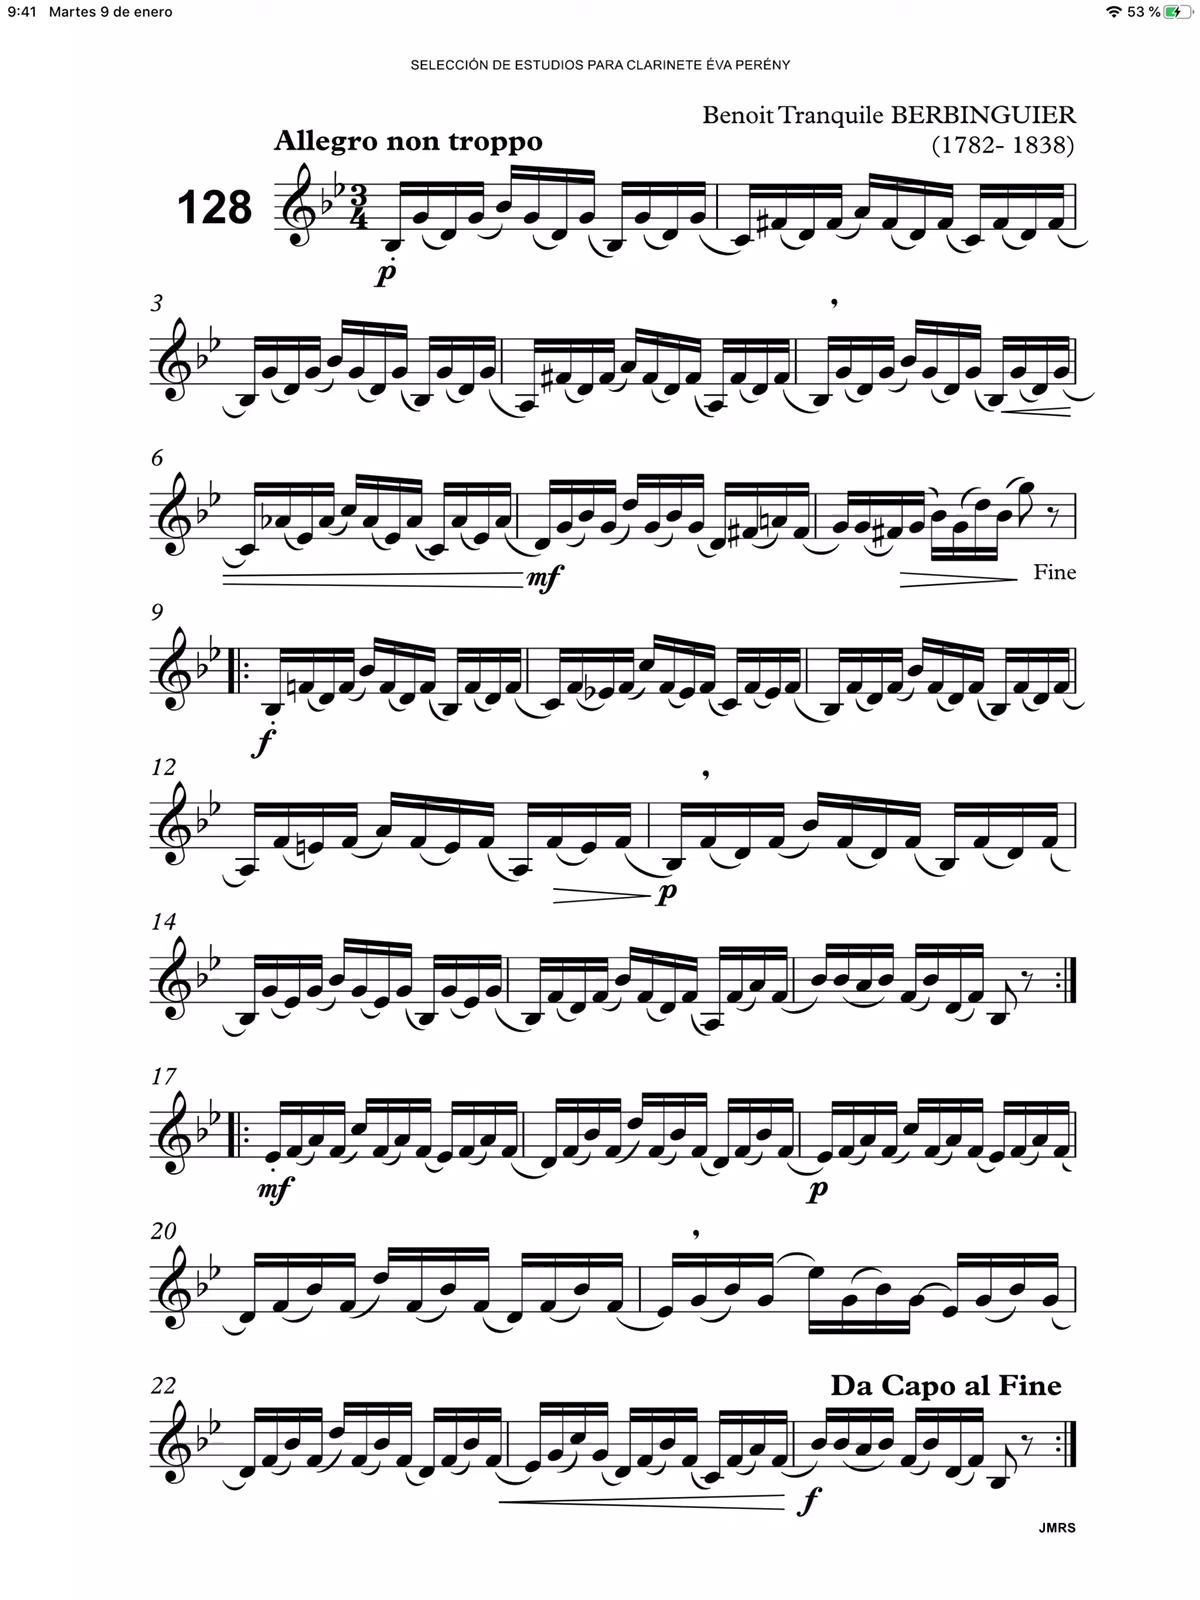 9:41 Martes 9 de enero 53 %
SELECCIÓN DE ESTUDIOS PARA CLARINETE ÉVA PERÉNY
Benoit Tranquile BERBINGUIER
Allegro non troppo (1782- 1838)
128
3
4
p
3
6
mf
Fine
9
f
12
p
14
17
mf
p
20
22
Da Capo al Fine
f
JMRS